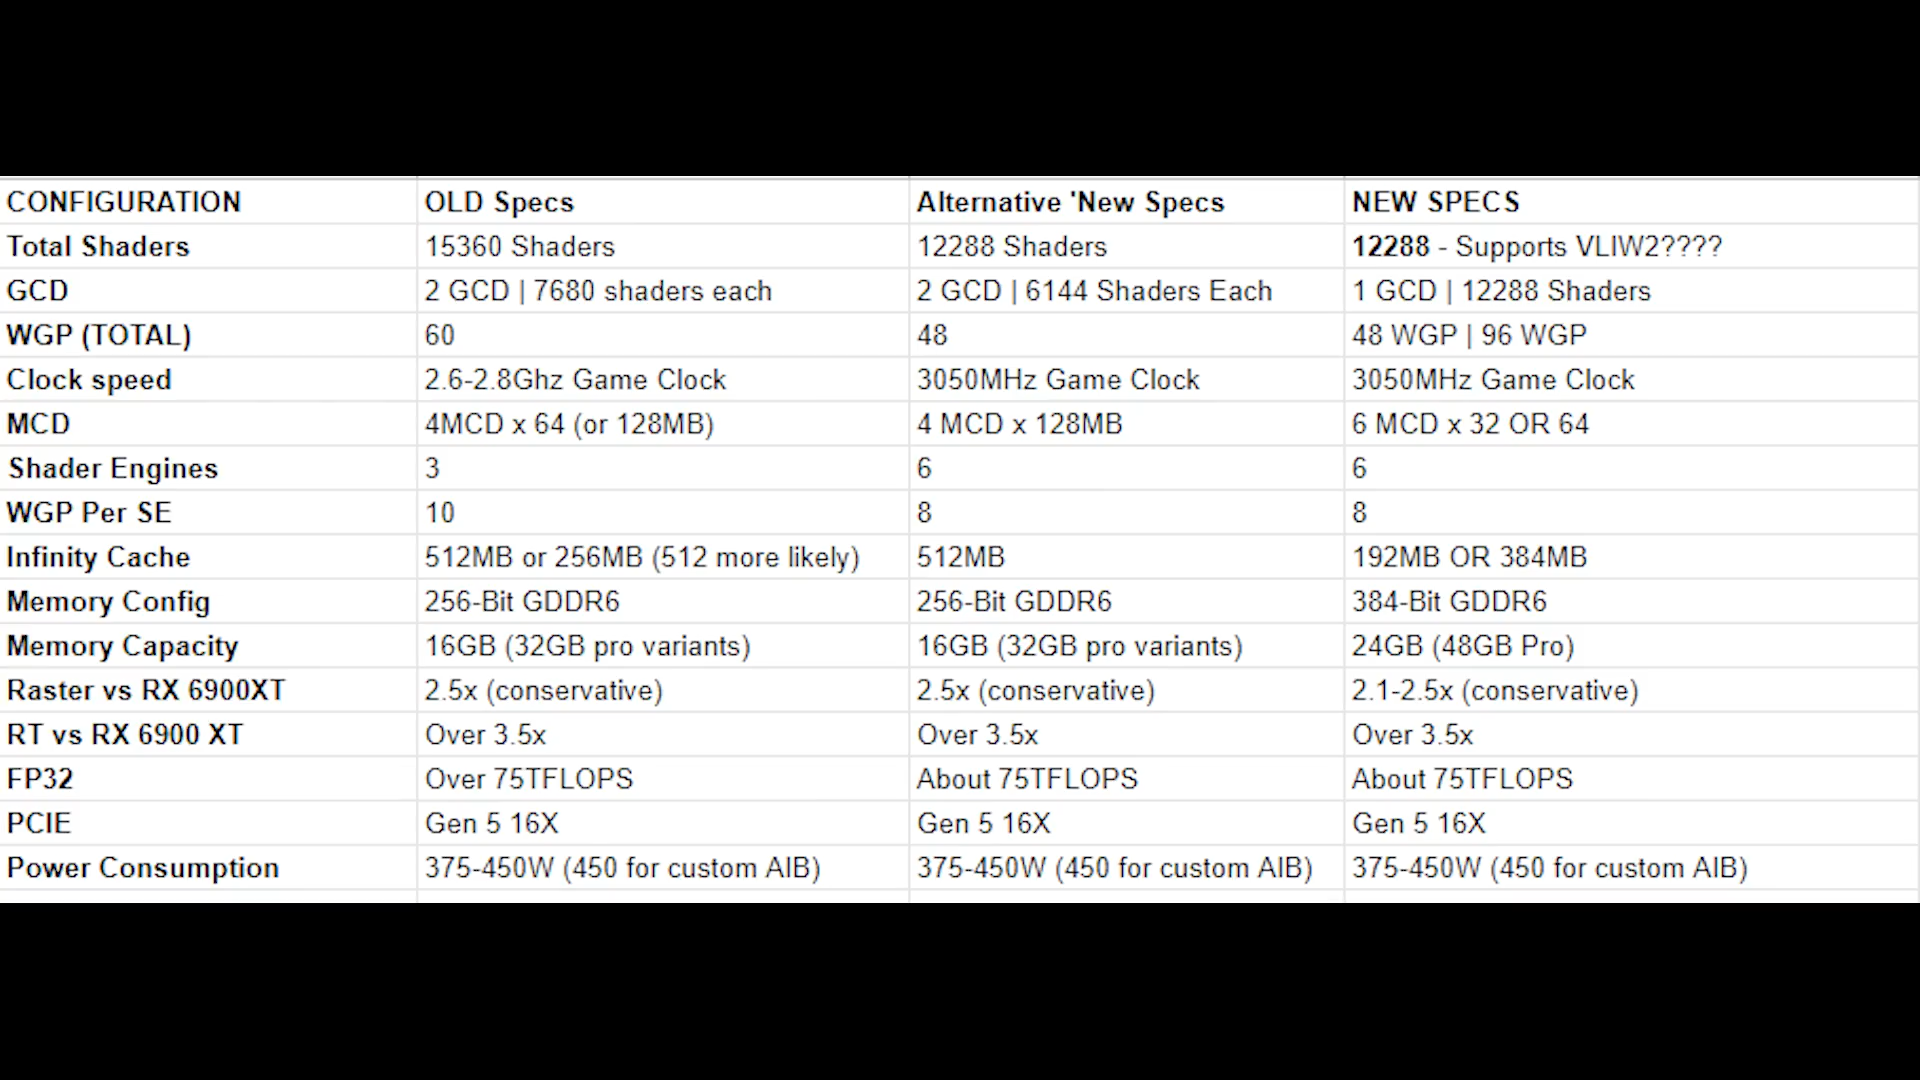 CONFIGURATION OLD Specs Alternative 'New Specs NEW SPECS
Total Shaders 15360 Shaders 12288 Shaders 12288 - Supports VLIW2????
GCD 2 GCD | 7680 shaders each 2 GCD | 6144 Shaders Each 1 GCD | 12288 Shaders
WGP (TOTAL) 60 48 48 WGP | 96 WGP
Clock speed 2.6-2.8Ghz Game Clock 3050MHz Game Clock 3050MHz Game Clock
MCD 4MCD x 64 (or 128MB) 4 MCD x 128MB 6 MCD x 32 OR 64
Shader Engines 3 6 6
WGP Per SE 10 8 8
Infinity Cache 512MB or 256MB (512 more likely) 512MB 192MB OR 384MB
Memory Config 256-Bit GDDR6 256-Bit GDDR6 384-Bit GDDR6
Memory Capacity 16GB (32GB pro variants) 16GB (32GB pro variants) 24GB (48GB Pro)
Raster vs RX 6900XT 2.5x (conservative) 2.5x (conservative) 2.1-2.5x (conservative)
RT vs RX 6900 XT Over 3.5x Over 3.5x Over 3.5x
FP32 Over 75TFLOPS About 75TFLOPS About 75TFLOPS
PCIE Gen 5 16X Gen 5 16X Gen 5 16X
Power Consumption 375-450W (450 for custom AIB) 375-450W (450 for custom AIB) 375-450W (450 for custom AIB)